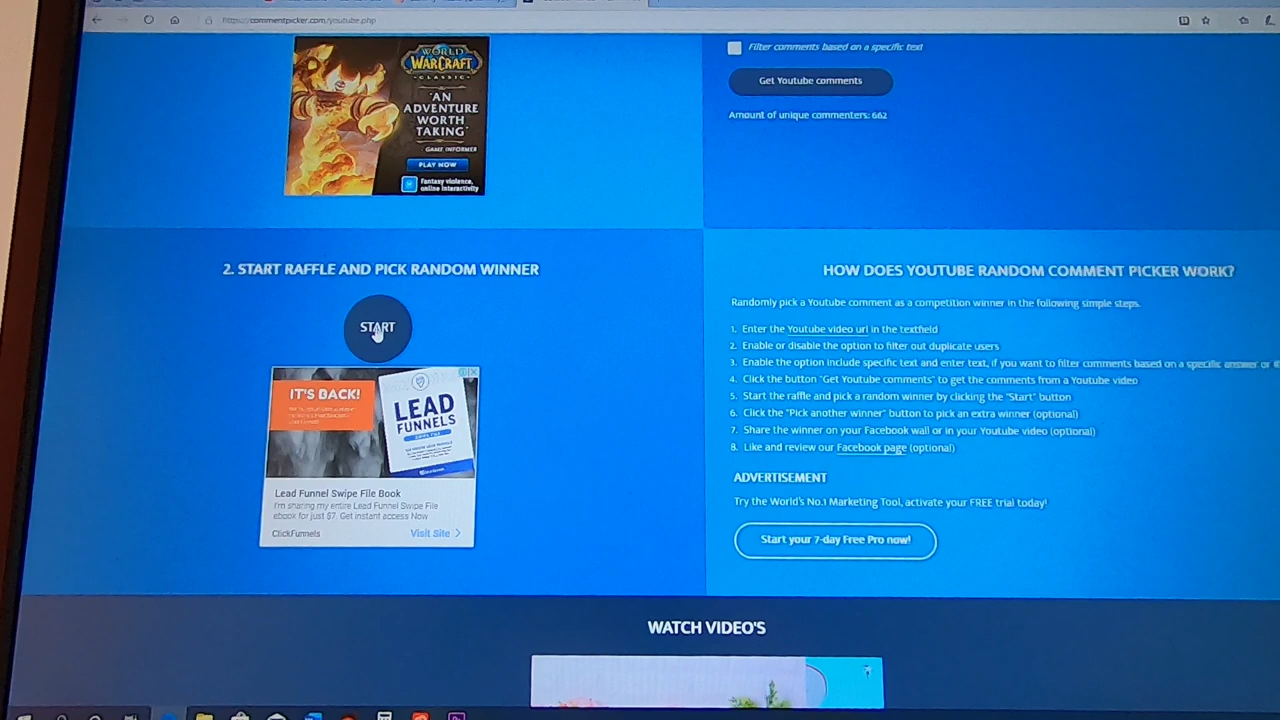 https://commentpicker.com/youtube.php
WORLD
WARCRAFT
CLASSIC
"AN
ADVENTURE
WORTH
TAKING"
GAME INFORMER
PLAY NOW
Fantasy violence,
online interactivity
Filter comments based on a specific text
Get Youtube comments
Amount of unique commenters: 662
2. START RAFFLE AND PICK RANDOM WINNER
START
IT'S BACK!
LEAD
FUNNELS
Lead Funnel Swipe File Book
I'm sharing my entire Lead Funnel Swipe File
ebook for just $7. Get instant access Now
ClickFunnels
Visit Site >
HOW DOES YOUTUBE RANDOM COMMENT PICKER WORK?
Randomly pick a Youtube comment as a competition winner in the following simple steps.
1. Enter the Youtube video url in the textfield
2. Enable or disable the option to filter out duplicate users
3. Enable the option include specific text and enter text, if you want to filter comments based on a specific answer or
4. Click the button "Get Youtube comments" to get the comments from a Youtube video
5. Start the raffle and pick a random winner by clicking the "Start" button
6. Click the "Pick another winner" button to pick an extra winner (optional)
7. Share the winner on your Facebook wall or in your Youtube video (optional)
8. Like and review our Facebook page (optional)
ADVERTISEMENT
Try the World's No.1 Marketing Tool, activate your FREE trial today!
Start your 7-day Free Pro now!
WATCH VIDEO'S